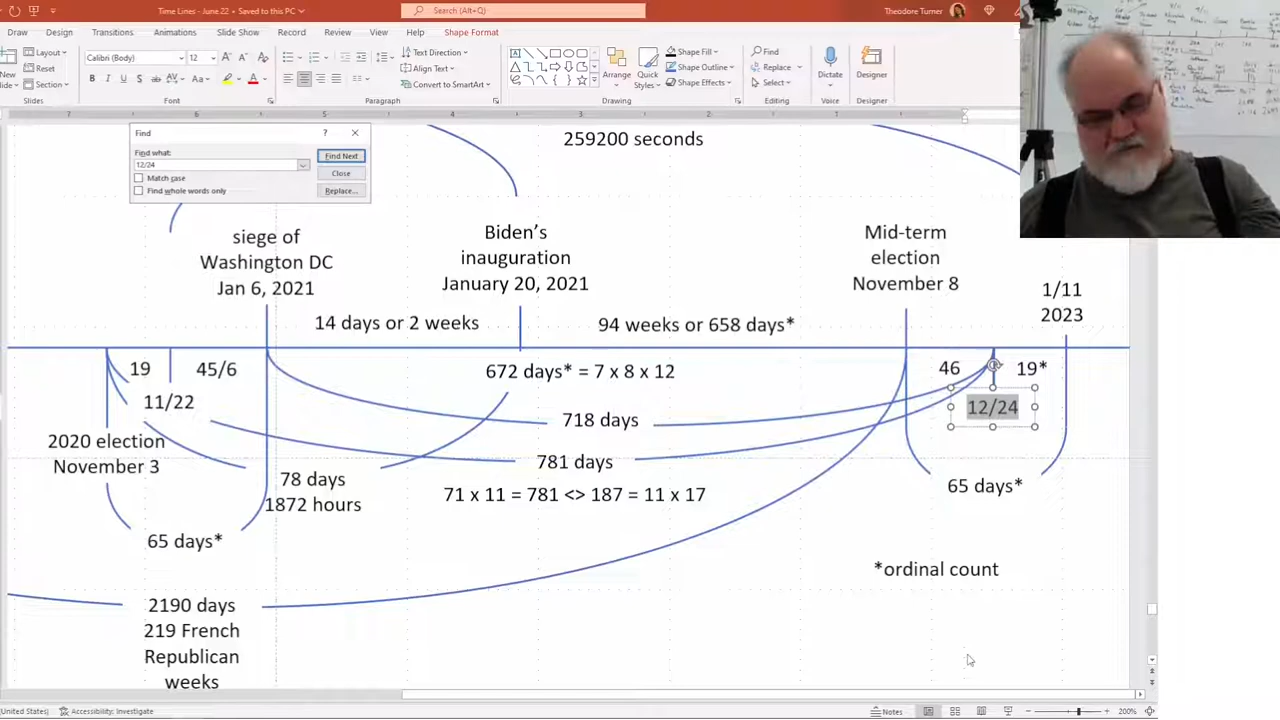 Time Lines - June 22 • Saved to this PC
Search (Alt+Q)
Theodore Turner
Draw Design Transitions Animations Slide Show Record Review View Help Shape Format
Layout
Reset
Section
Slides
Calibri (Body) 12
Font
Paragraph
Text Direction
Align Text
Convert to SmartArt
Arrange
Quick
Styles
Shape Fill
Shape Outline
Shape Effects
Drawing
Find
Replace
Select
Editing
Dictate
Voice
Designer
Designer
Find
Find what:
12/24
Match case
Find whole words only
Find Next
Close
Replace...
259200 seconds
siege of
Washington DC
Jan 6, 2021
Biden’s
inauguration
January 20, 2021
Mid-term
election
November 8
1/11
2023
14 days or 2 weeks
94 weeks or 658 days*
19
45/6
672 days* = 7 x 8 x 12
46
19*
11/22
718 days
12/24
2020 election
November 3
781 days
78 days
1872 hours
71 x 11 = 781 <> 187 = 11 x 17
65 days*
65 days*
*ordinal count
2190 days
219 French
Republican
weeks
(United States) Accessibility: Investigate
Notes
200%